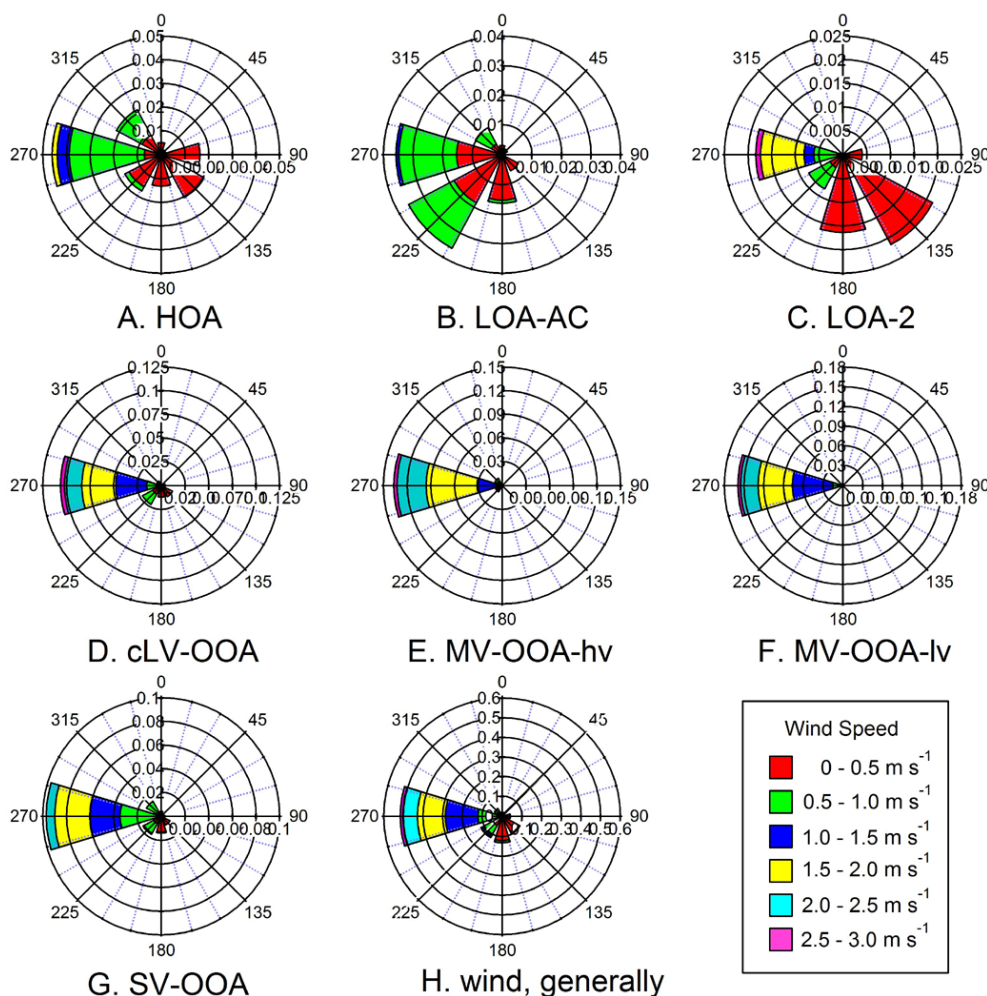 0 0 0
0.05 0.04 0.025
315 0.04 45 315 0.03 45 315 0.02 45
0.03 0.02 0.015
0.02 0.01
0.01 0.01 0.005
270 90 270 0.01 0.02 0.03 0.04 90 270 90
225 135 225 135 225 135
180 180 180
A. HOA B. LOA-AC C. LOA-2
0 0 0
0.125 0.15 0.18
315 0.1 45 315 0.12 45 315 0.15 45
0.075 0.09 0.12
0.05 0.06 0.09
0.025 0.03 0.06
0.03
270 0.125 90 270 0.15 90 270 0.18 90
225 135 225 135 225 135
180 180 180
D. cLV-OOA E. MV-OOA-hv F. MV-OOA-lv
0 0
0.1 0.6
315 0.08 45 315 0.5 45
0.06 0.4
0.04 0.3
0.02 0.2
0.1
270 0.1 90 270 0.1 0.2 0.3 0.4 0.5 0.6 90
225 135 225 135
180 180
G. SV-OOA H. wind, generally
Wind Speed
0 - 0.5 m s-1
0.5 - 1.0 m s-1
1.0 - 1.5 m s-1
1.5 - 2.0 m s-1
2.0 - 2.5 m s-1
2.5 - 3.0 m s-1